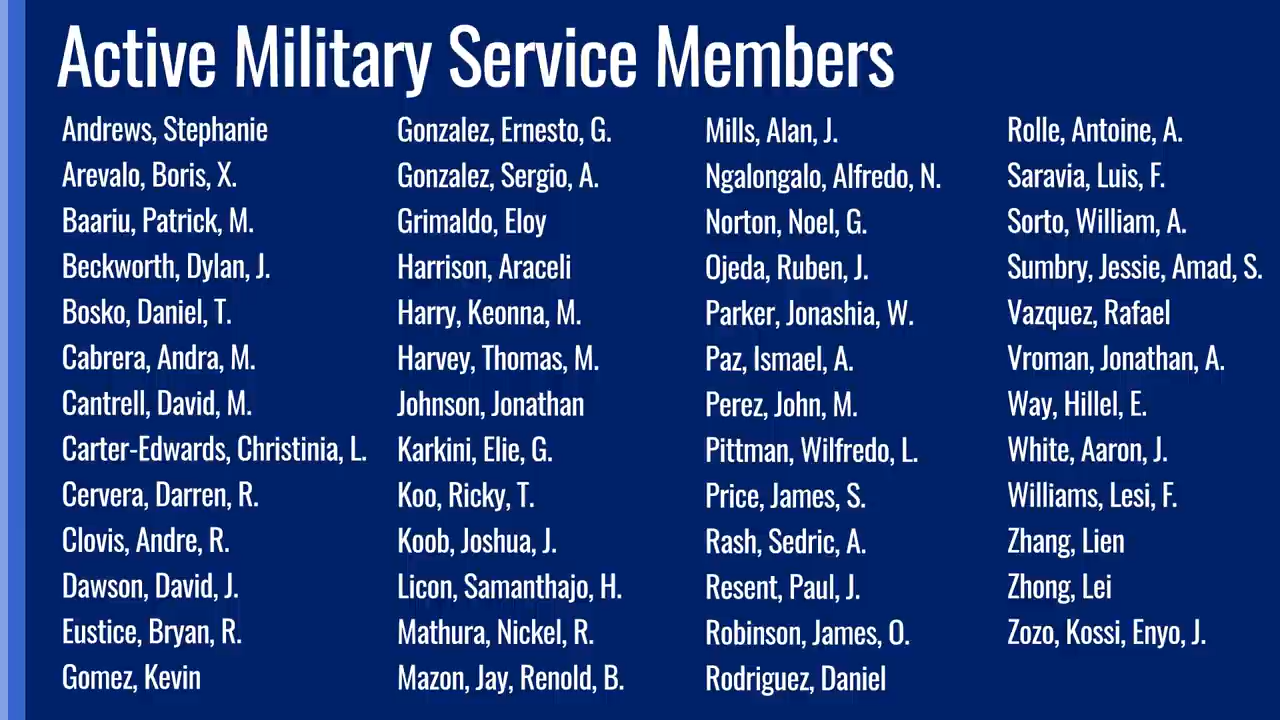 Active Military Service Members
Andrews, Stephanie
Arevalo, Boris, X.
Baariu, Patrick, M.
Beckworth, Dylan, J.
Bosko, Daniel, T.
Cabrera, Andra, M.
Cantrell, David, M.
Carter-Edwards, Christinia, L.
Cervera, Darren, R.
Clovis, Andre, R.
Dawson, David, J.
Eustice, Bryan, R.
Gomez, Kevin
Gonzalez, Ernesto, G.
Gonzalez, Sergio, A.
Grimaldo, Eloy
Harrison, Araceli
Harry, Keonna, M.
Harvey, Thomas, M.
Johnson, Jonathan
Karkini, Elie, G.
Koo, Ricky, T.
Koob, Joshua, J.
Licon, Samanthajo, H.
Mathura, Nickel, R.
Mazon, Jay, Renold, B.
Mills, Alan, J.
Ngalongalo, Alfredo, N.
Norton, Noel, G.
Ojeda, Ruben, J.
Parker, Jonashia, W.
Paz, Ismael, A.
Perez, John, M.
Pittman, Wilfredo, L.
Price, James, S.
Rash, Sedric, A.
Resent, Paul, J.
Robinson, James, O.
Rodriguez, Daniel
Rolle, Antoine, A.
Saravia, Luis, F.
Sorto, William, A.
Sumbry, Jessie, Amad, S.
Vazquez, Rafael
Vroman, Jonathan, A.
Way, Hillel, E.
White, Aaron, J.
Williams, Lesi, F.
Zhang, Lien
Zhong, Lei
Zozo, Kossi, Enyo, J.